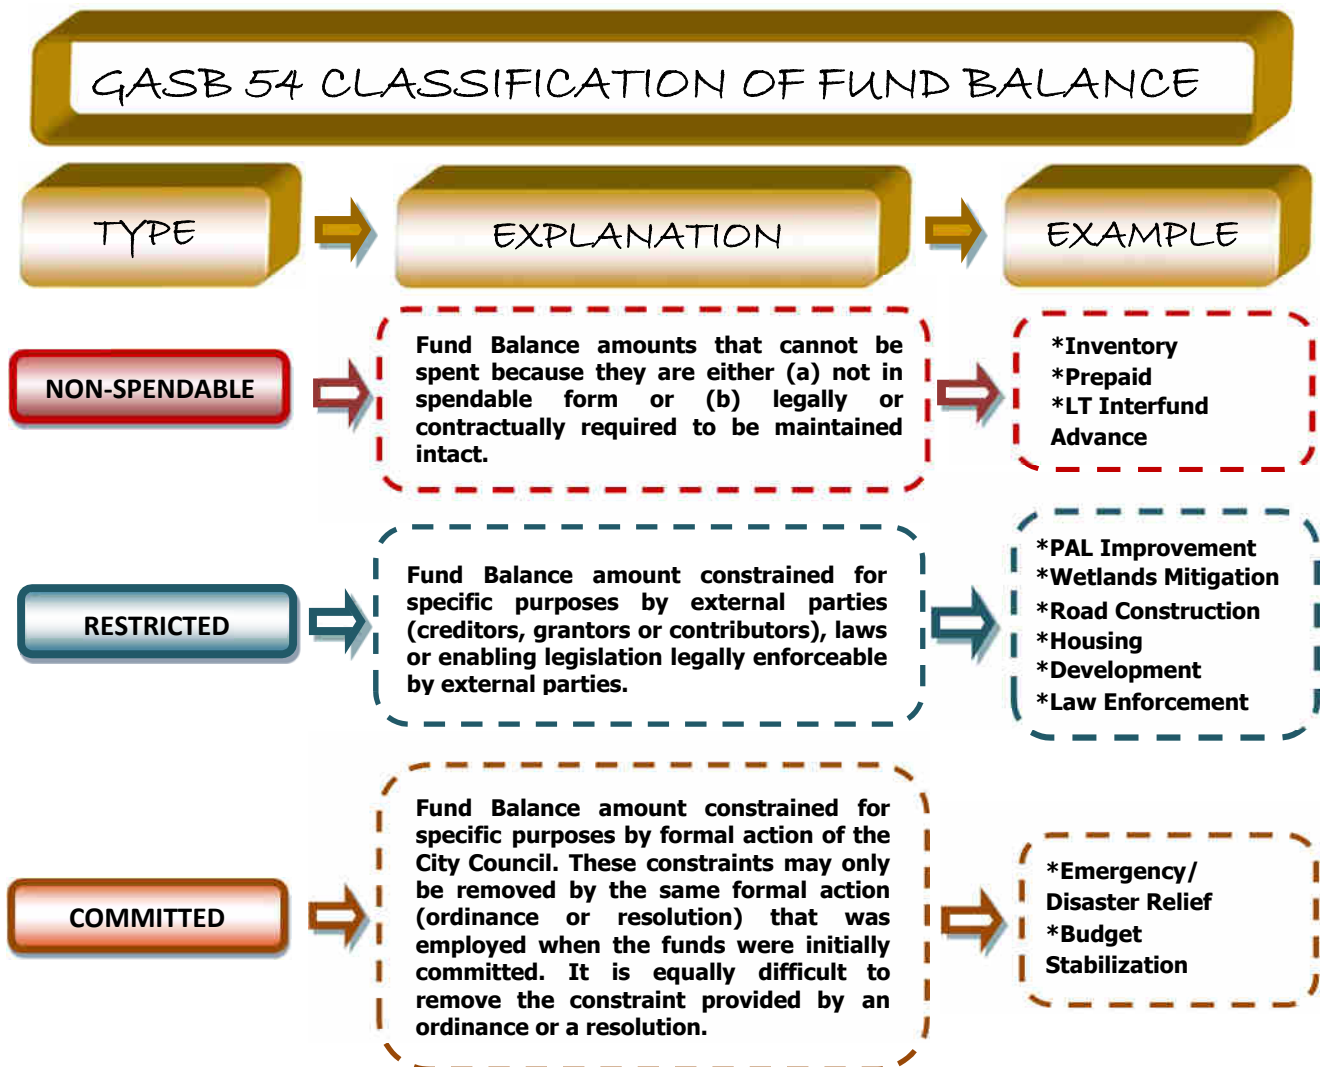 GASB 54 CLASSIFICATION OF FUND BALANCE
TYPE
EXPLANATION
EXAMPLE
NON-SPENDABLE
Fund Balance amounts that cannot be
spent because they are either (a) not in
spendable form or (b) legally or
contractually required to be maintained
intact.
*Inventory
*Prepaid
*LT Interfund
Advance
RESTRICTED
Fund Balance amount constrained for
specific purposes by external parties
(creditors, grantors or contributors), laws
or enabling legislation legally enforceable
by external parties.
*PAL Improvement
*Wetlands Mitigation
*Road Construction
*Housing
*Development
*Law Enforcement
COMMITTED
Fund Balance amount constrained for
specific purposes by formal action of the
City Council. These constraints may only
be removed by the same formal action
(ordinance or resolution) that was
employed when the funds were initially
committed. It is equally difficult to
remove the constraint provided by an
ordinance or a resolution.
*Emergency/
Disaster Relief
*Budget
Stabilization